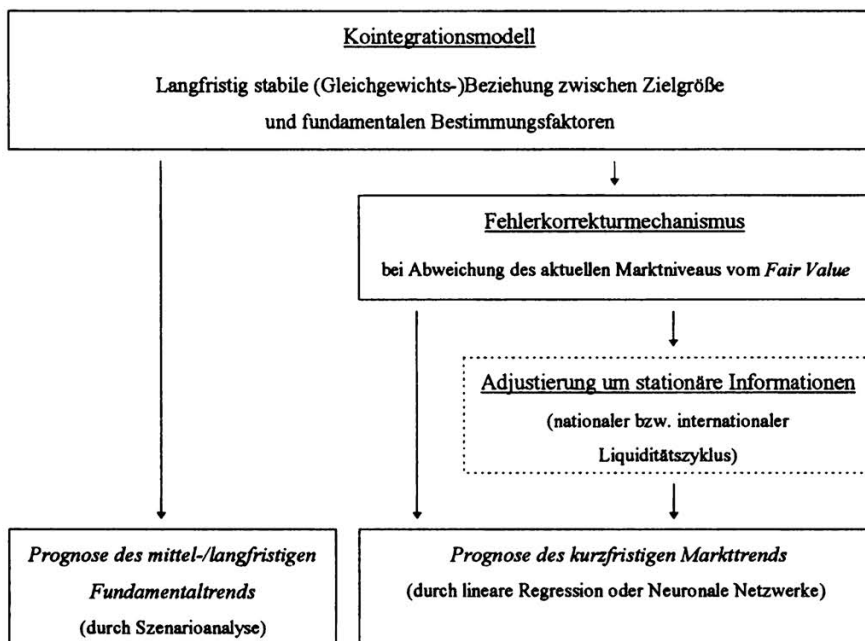 Kointegrationsmodell
Langfristig stabile (Gleichgewichts-)Beziehung zwischen Zielgröße
und fundamentalen Bestimmungsfaktoren
Fehlerkorrekturmechanismus
bei Abweichung des aktuellen Marktniveaus vom Fair Value
Adjustierung um stationäre Informationen
(nationaler bzw. internationaler
Liquiditätszyklus)
Prognose des mittel-/langfristigen
Fundamentaltrends
(durch Szenarioanalyse)
Prognose des kurzfristigen Markttrends
(durch lineare Regression oder Neuronale Netzwerke)